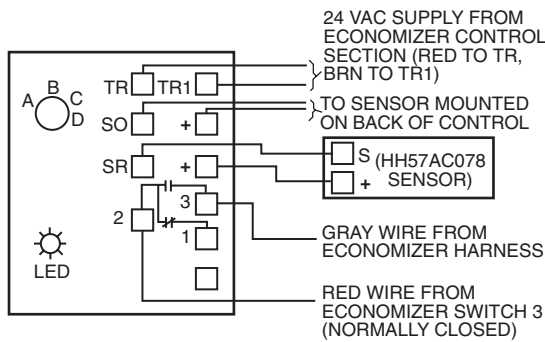 24 VAC SUPPLY FROM
ECONOMIZER CONTROL
SECTION (RED TO TR,
BRN TO TR1)
B
A C
D
TR TR1
SO +
TO SENSOR MOUNTED
ON BACK OF CONTROL
SR +
S (HH57AC078
+ SENSOR)
3
2
1
LED
GRAY WIRE FROM
ECONOMIZER HARNESS
RED WIRE FROM
ECONOMIZER SWITCH 3
(NORMALLY CLOSED)